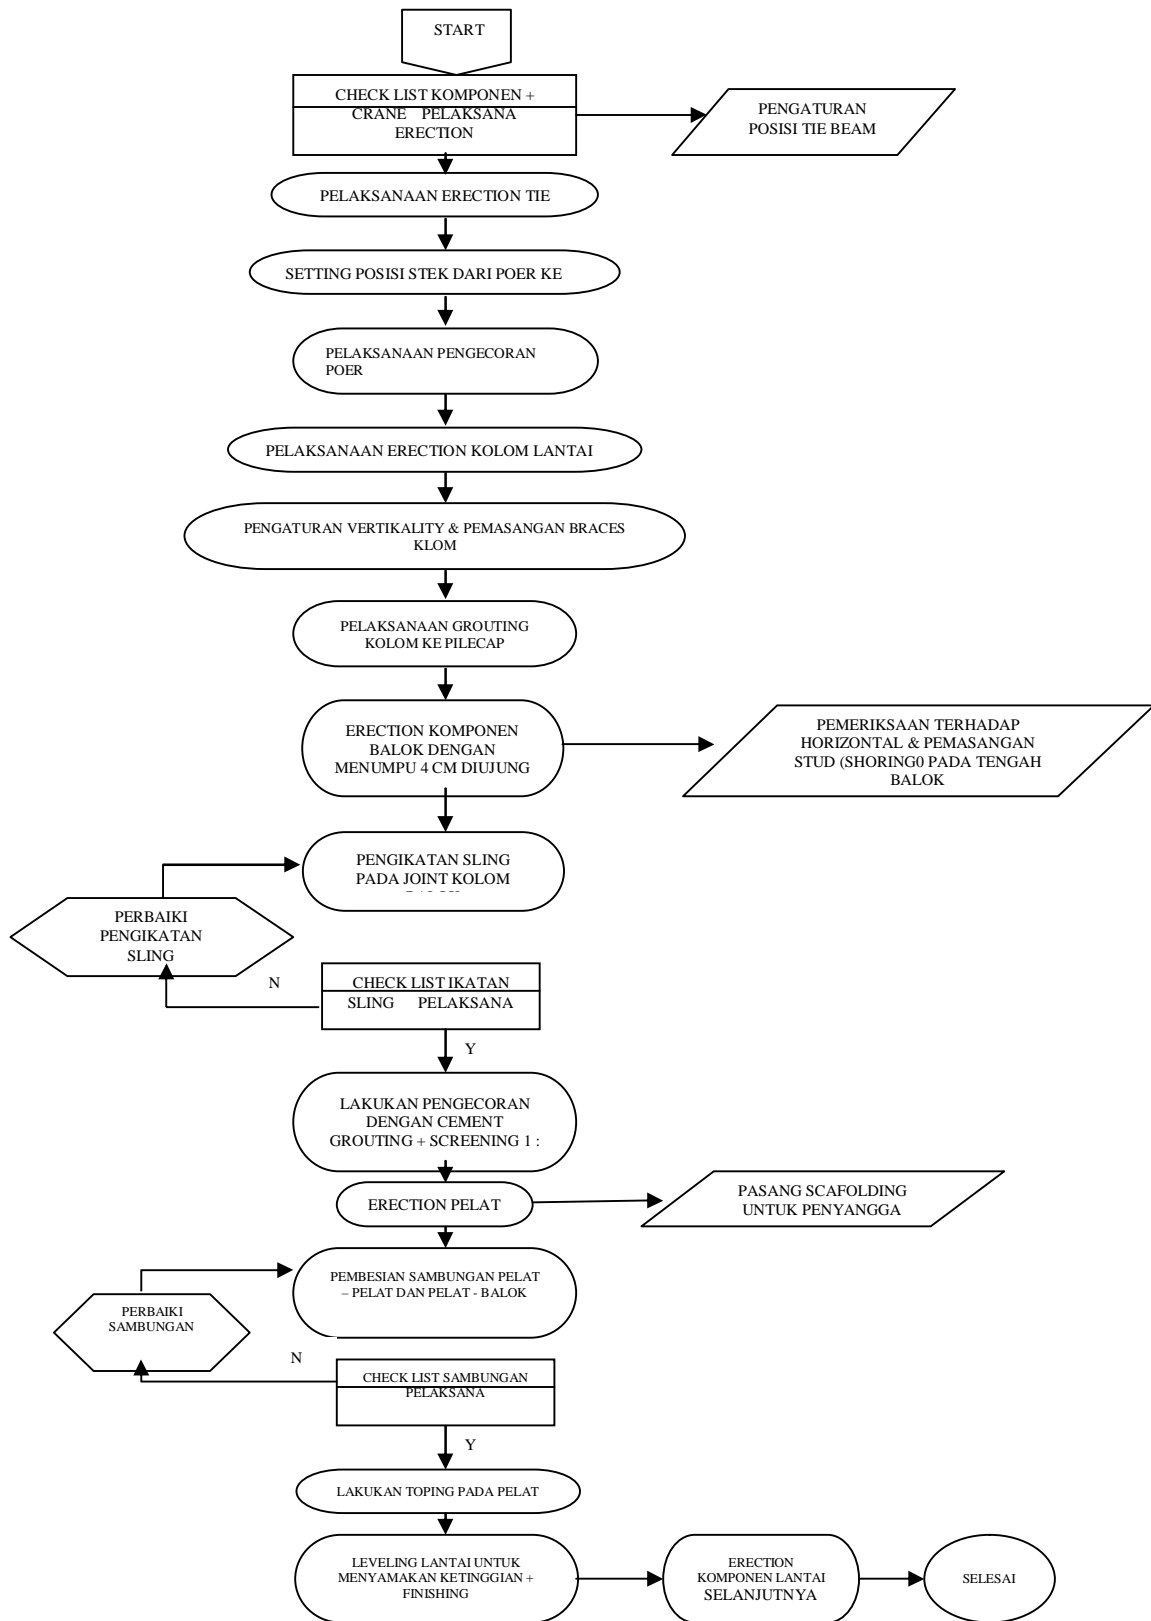 START
CHECK LIST KOMPONEN +
CRANE PELAKSANA
ERECTION
PENGATURAN
POSISI TIE BEAM
PELAKSANAAN ERECTION TIE
SETTING POSISI STEK DARI POER KE
PELAKSANAAN PENGECORAN
POER
PELAKSANAAN ERECTION KOLOM LANTAI
PENGATURAN VERTIKALITY & PEMASANGAN BRACES
KLOM
PELAKSANAAN GROUTING
KOLOM KE PILECAP
ERECTION KOMPONEN
BALOK DENGAN
MENUMPU 4 CM DIUJUNG
PEMERIKSAAN TERHADAP
HORIZONTAL & PEMASANGAN
STUD (SHORING0 PADA TENGAH
BALOK
PENGIKATAN SLING
PADA JOINT KOLOM
PERBAIKI
PENGIKATAN
SLING
N
CHECK LIST IKATAN
SLING PELAKSANA
Y
LAKUKAN PENGECORAN
DENGAN CEMENT
GROUTING + SCREENING 1 :
ERECTION PELAT
PASANG SCAFOLDING
UNTUK PENYANGGA
PEMBESIAN SAMBUNGAN PELAT
– PELAT DAN PELAT - BALOK
PERBAIKI
SAMBUNGAN
N
CHECK LIST SAMBUNGAN
PELAKSANA
Y
LAKUKAN TOPING PADA PELAT
LEVELING LANTAI UNTUK
MENYAMAKAN KETINGGIAN +
FINISHING
ERECTION
KOMPONEN LANTAI
SELANJUTNYA
SELESAI